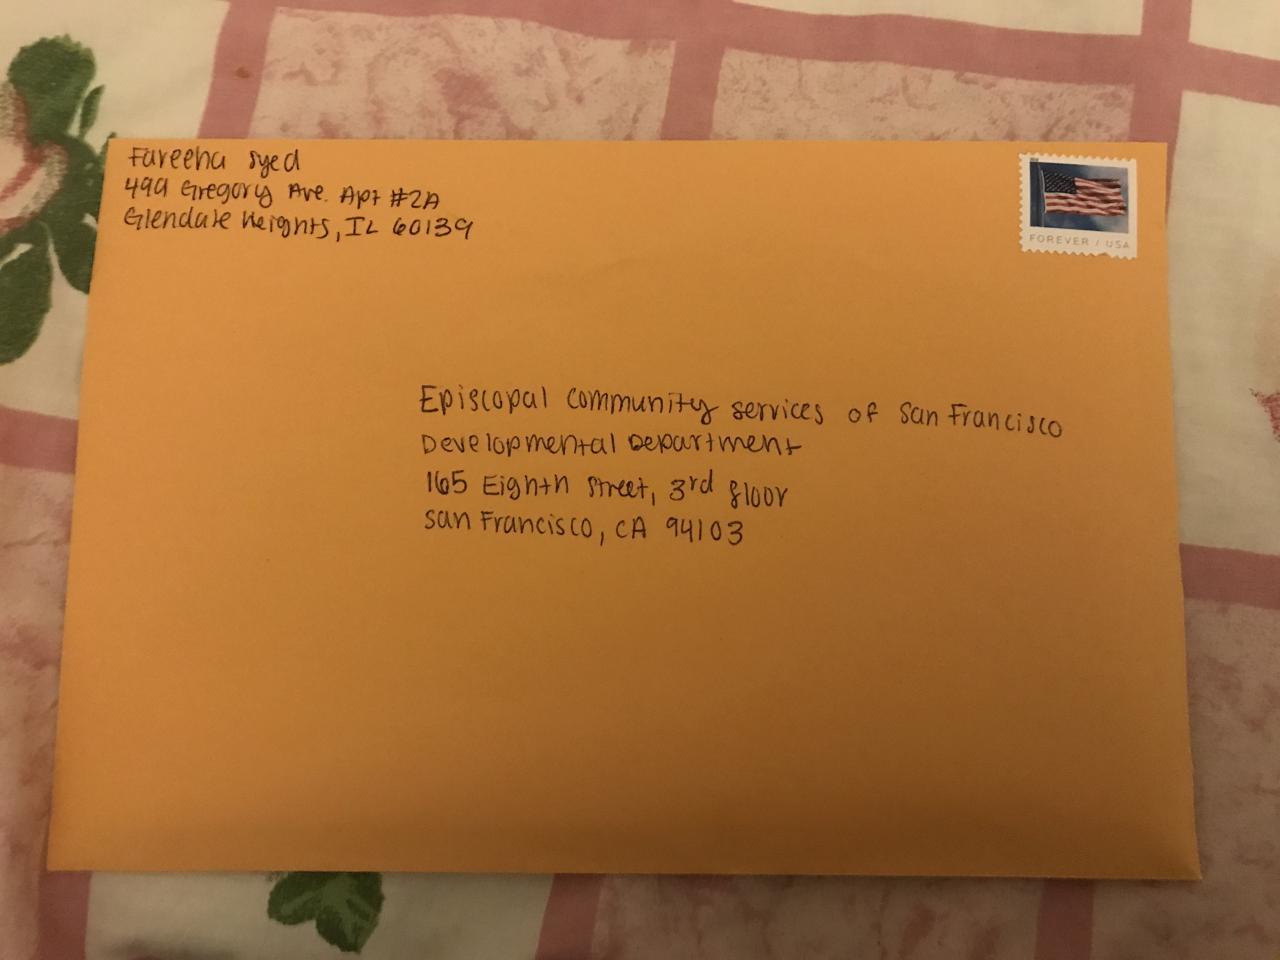 Fareeha Syed
499 Gregory Ave. Apt #2A
Glendale Heights, IL 60139
FOREVER / USA
Episcopal Community Services of San Francisco
Developmental Department
165 Eighth Street, 3rd floor
San Francisco, CA 94103